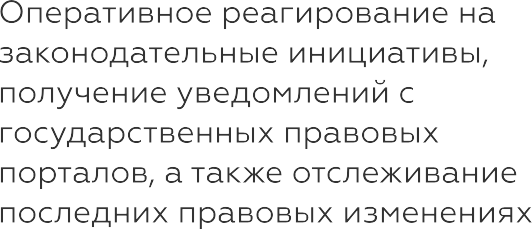 Оперативное реагирование на
законодательные инициативы,
получение уведомлений с
государственных правовых
порталов, а также отслеживание
последних правовых изменениях